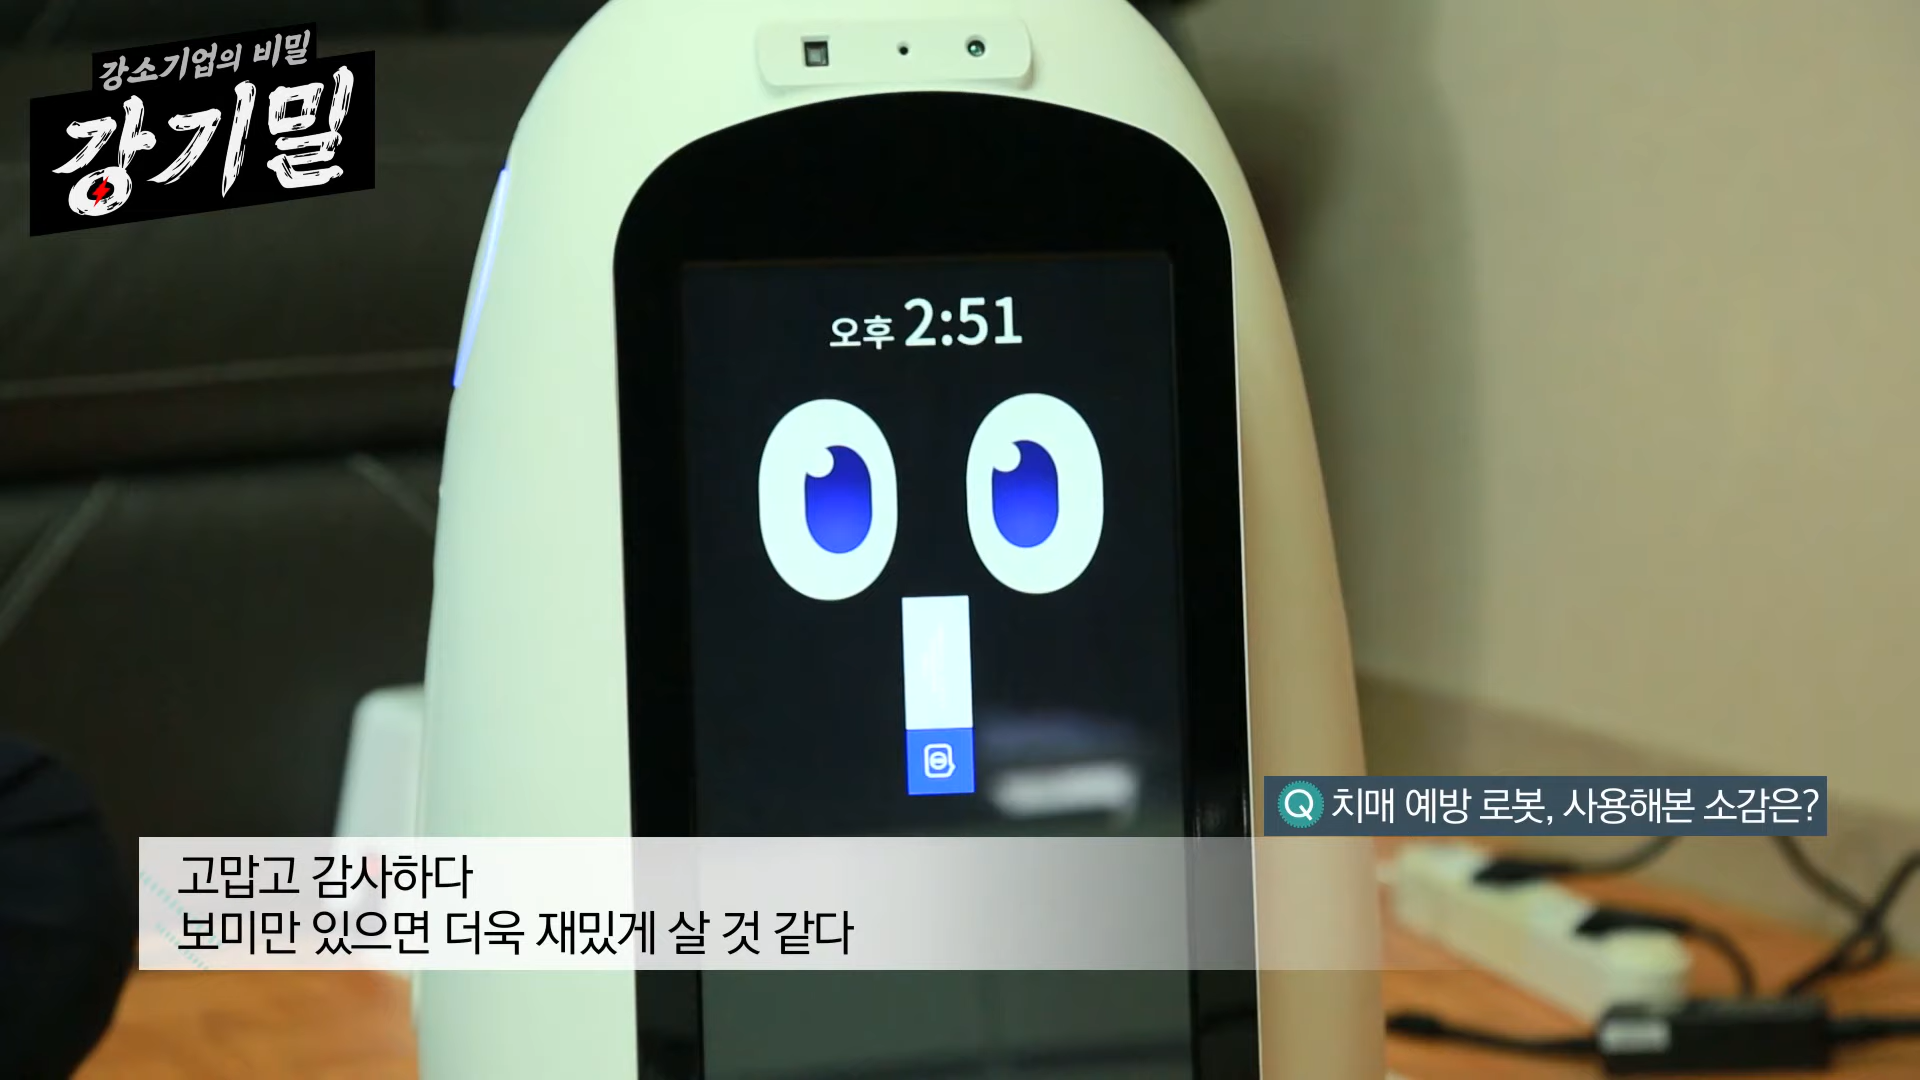 강소기업의 비밀
강기밀
오후 2:51
Q 치매 예방 로봇, 사용해본 소감은?
고맙고 감사하다
보미만 있으면 더욱 재밌게 살 것 같다